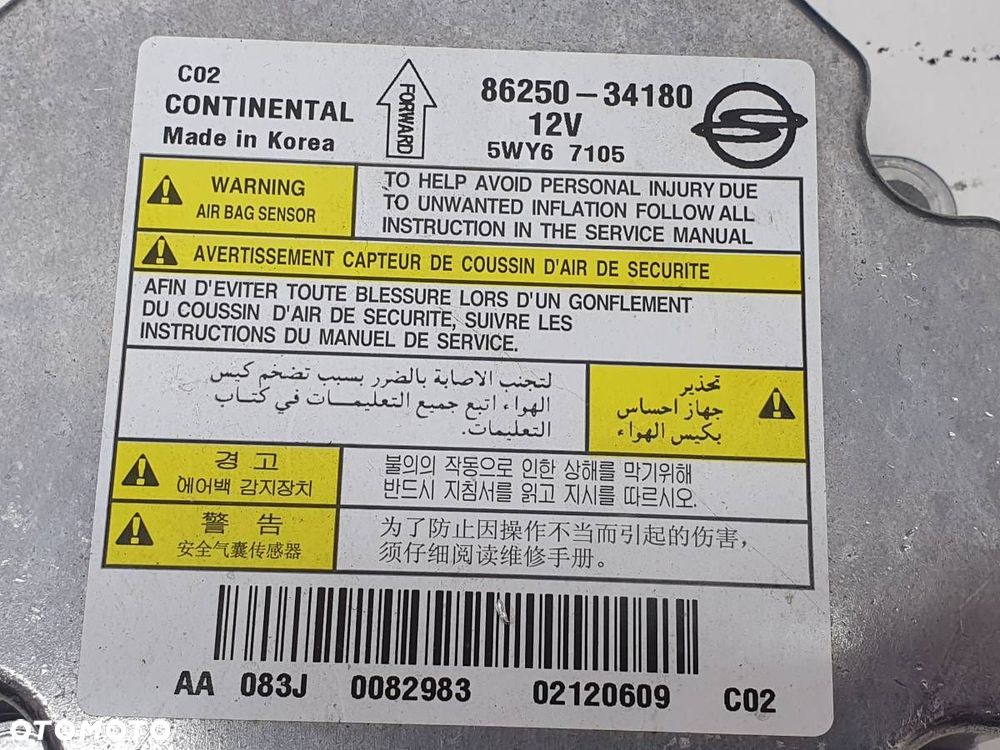 C02
CONTINENTAL
Made in Korea
FORWARD
86250-34180
12V
5WY6 7105
WARNING
AIR BAG SENSOR
TO HELP AVOID PERSONAL INJURY DUE
TO UNWANTED INFLATION FOLLOW ALL
INSTRUCTION IN THE SERVICE MANUAL
AVERTISSEMENT CAPTEUR DE COUSSIN D'AIR DE SECURITE
AFIN D'EVITER TOUTE BLESSURE LORS D'UN GONFLEMENT
DU COUSSIN D'AIR DE SECURITE, SUIVRE LES
INSTRUCTIONS DU MANUEL DE SERVICE.
تحذير
جهاز احساس
بكيس الهواء
لتجنب الاصابة بالضرر بسبب تضخم كيس
الهواء اتبع جميع التعليمات في كتاب
التعليمات.
경고
에어백 감지장치
불의의 작동으로 인한 상해를 막기위해
반드시 지침서를 읽고 지시를 따르시오.
警告
安全气囊传感器
为了防止因操作不当而引起的伤害，
须仔细阅读维修手册。
AA 083J 0082983 02120609 C02
OTOMOTO